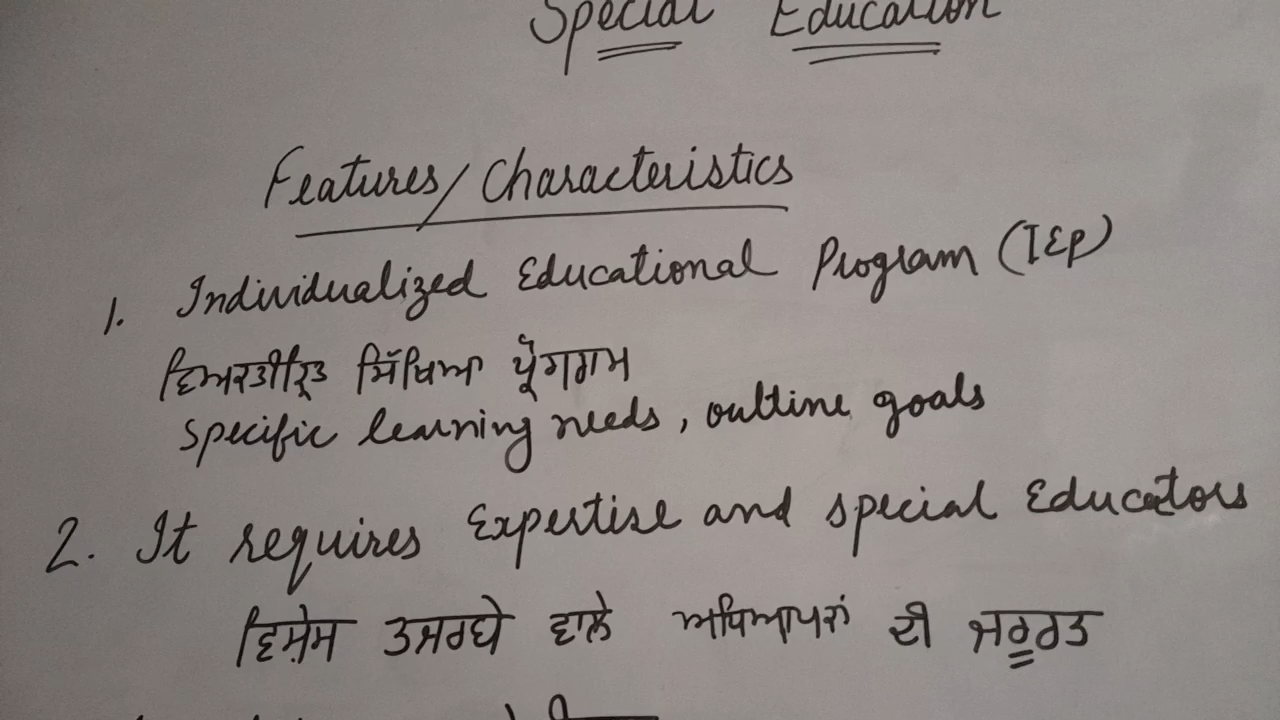 Special Education
Features/Characteristics
1. Individualized Educational Program (IEP)
ਵਿਅਕਤੀਕ੍ਰਿਤ ਸਿੱਖਿਆ ਪ੍ਰੋਗਰਾਮ
specific learning needs, outline goals
2. It requires Expertise and special Educators
ਵਿਸ਼ੇਸ ਤਜਰਬੇ ਵਾਲੇ ਅਧਿਆਪਕਾਂ ਦੀ ਜਰੂਰਤ